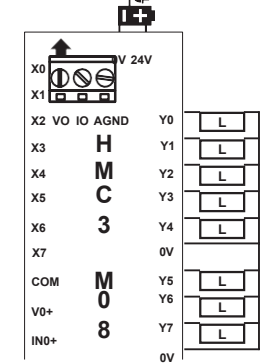 0V 24V
X0
X1
X2 VO IO AGND Y0 L
X3 H Y1 L
X4 M Y2 L
X5 C Y3 L
X6 3 Y4 L
X7 0V
COM M Y5 L
V0+ 0 Y6 L
IN0+ 8 Y7 L
0V